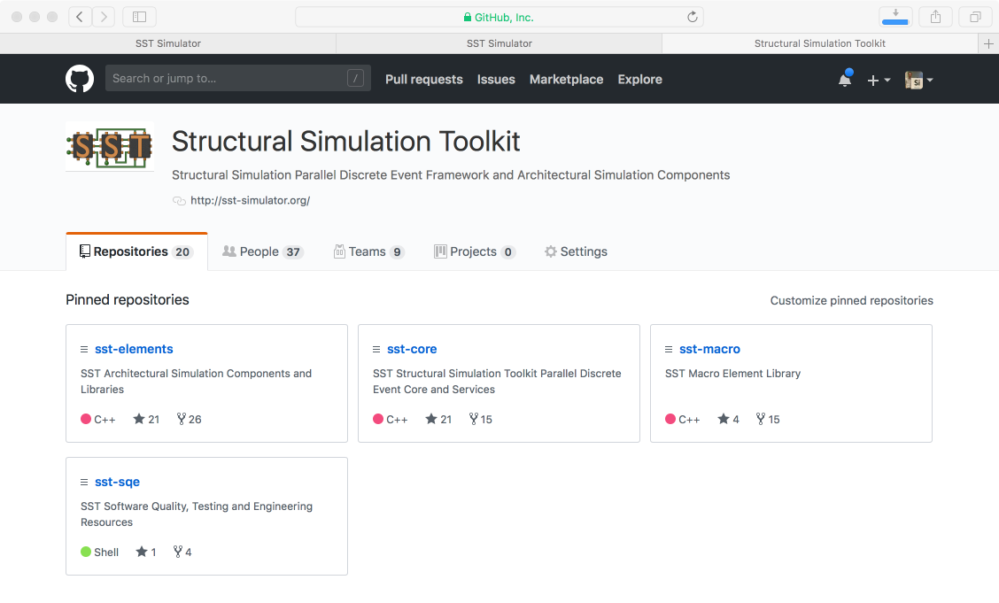 GitHub, Inc.
SST Simulator
SST Simulator
Structural Simulation Toolkit
Search or jump to...
/
Pull requests
Issues
Marketplace
Explore
Si
SST
Structural Simulation Toolkit
Structural Simulation Parallel Discrete Event Framework and Architectural Simulation Components
http://sst-simulator.org/
Repositories 20
People 37
Teams 9
Projects 0
Settings
Pinned repositories
Customize pinned repositories
sst-elements
SST Architectural Simulation Components and
Libraries
C++ 21 26
sst-core
SST Structural Simulation Toolkit Parallel Discrete
Event Core and Services
C++ 21 15
sst-macro
SST Macro Element Library
C++ 4 15
sst-sqe
SST Software Quality, Testing and Engineering
Resources
Shell 1 4